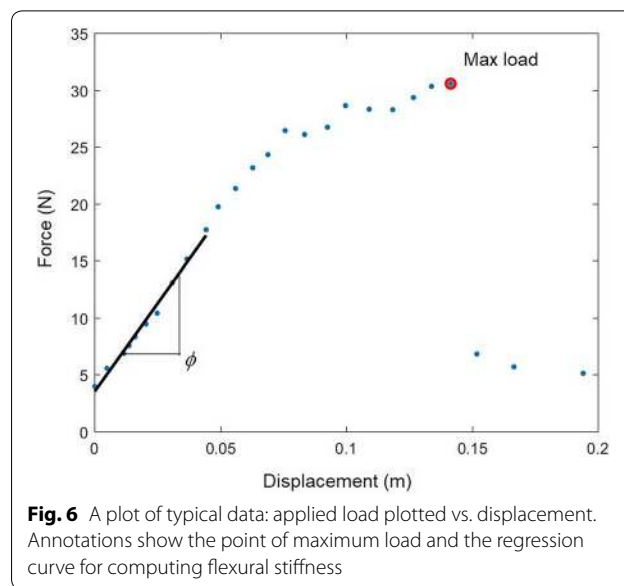 35
Max load
30
25
20
15
10
5
0
Force (N)
ϕ
0 0.05 0.1 0.15 0.2
Displacement (m)
Fig. 6 A plot of typical data: applied load plotted vs. displacement.
Annotations show the point of maximum load and the regression
curve for computing flexural stiffness